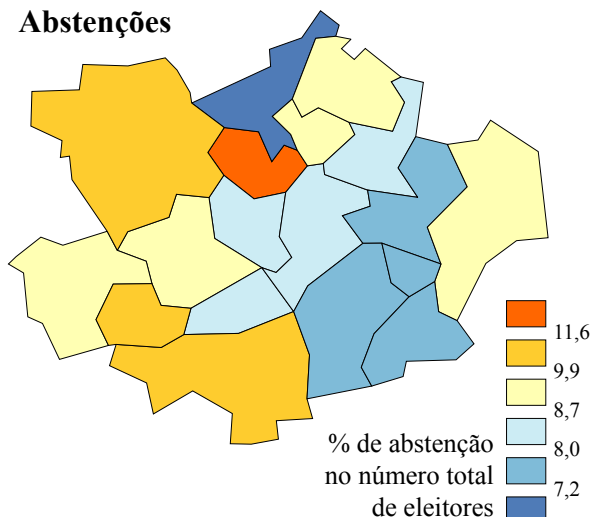 Abstenções
11,6
9,9
8,7
8,0
7,2
% de abstenção
no número total
de eleitores